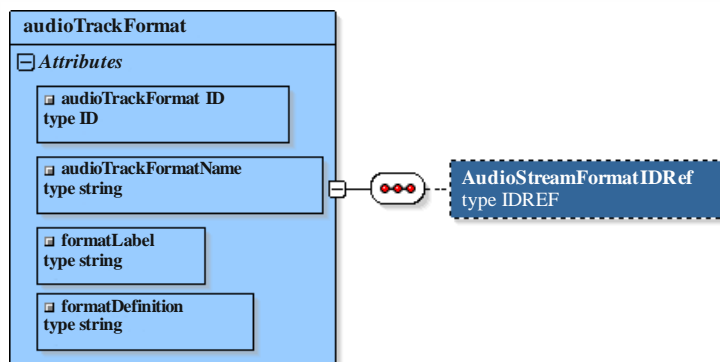 audioTrackFormat
Attributes
audioTrackFormat ID
type ID
audioTrackFormatName
type string
formatLabel
type string
formatDefinition
type string
AudioStreamFormatIDRef
type IDREF